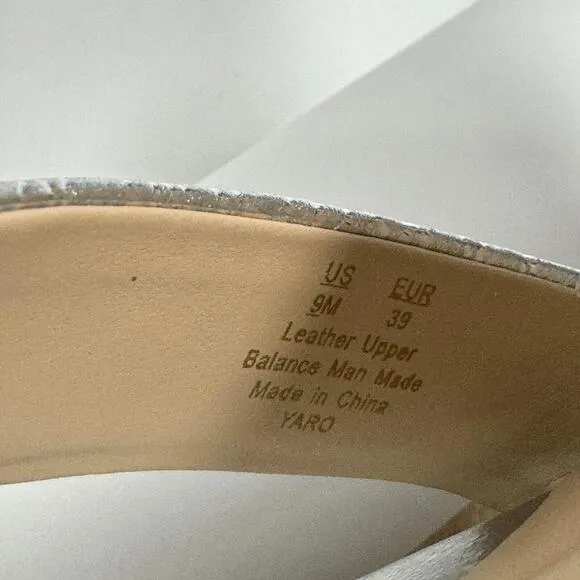 US EUR
9M 39
Leather Upper
Balance Man Made
Made in China
YARO